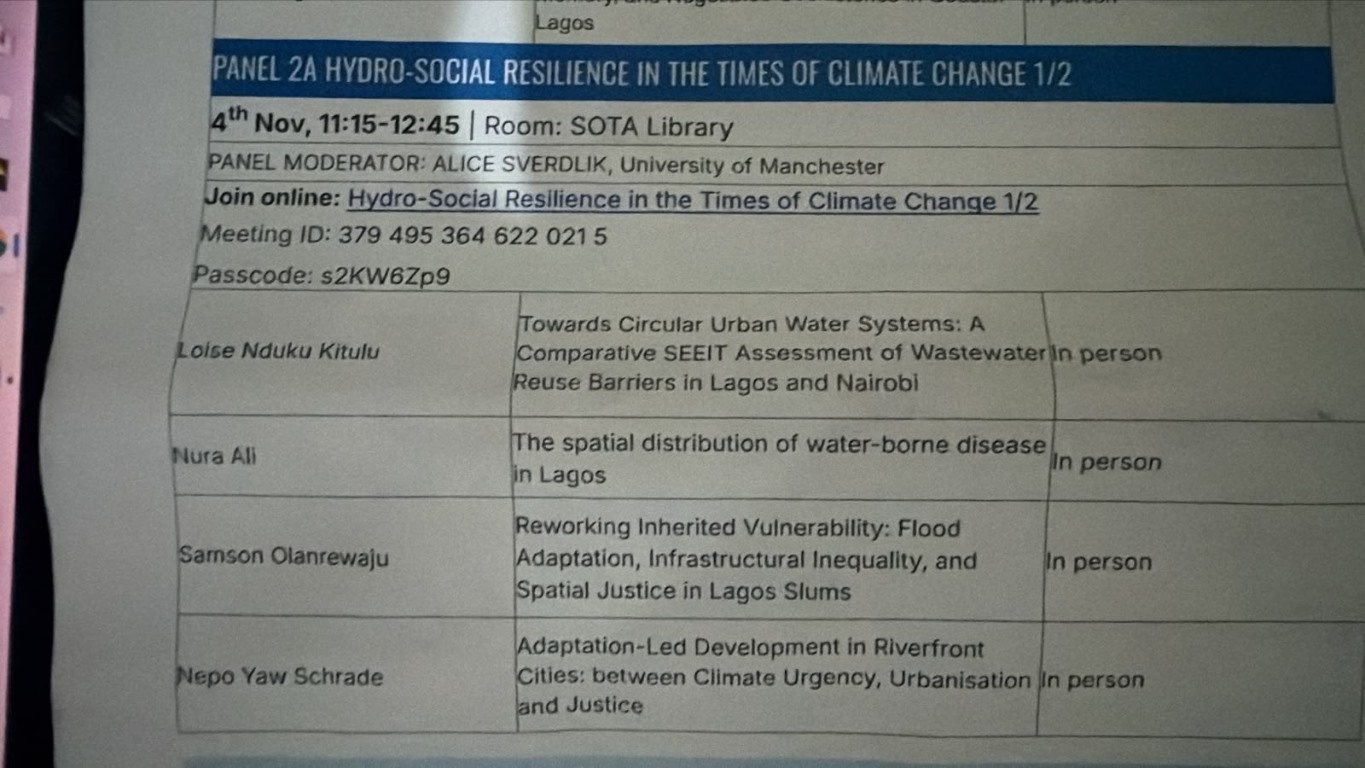 Lagos
PANEL 2A HYDRO-SOCIAL RESILIENCE IN THE TIMES OF CLIMATE CHANGE 1/2
4th Nov, 11:15-12:45 | Room: SOTA Library
PANEL MODERATOR: ALICE SVERDLIK, University of Manchester
Join online: Hydro-Social Resilience in the Times of Climate Change 1/2
Meeting ID: 379 495 364 622 021 5
Passcode: s2KW6Zp9
Loise Nduku Kitulu
Towards Circular Urban Water Systems: A
Comparative SEEIT Assessment of Wastewater
Reuse Barriers in Lagos and Nairobi
In person
Nura Ali
The spatial distribution of water-borne disease
in Lagos
In person
Samson Olanrewaju
Reworking Inherited Vulnerability: Flood
Adaptation, Infrastructural Inequality, and
Spatial Justice in Lagos Slums
In person
Nepo Yaw Schrade
Adaptation-Led Development in Riverfront
Cities: between Climate Urgency, Urbanisation
and Justice
In person